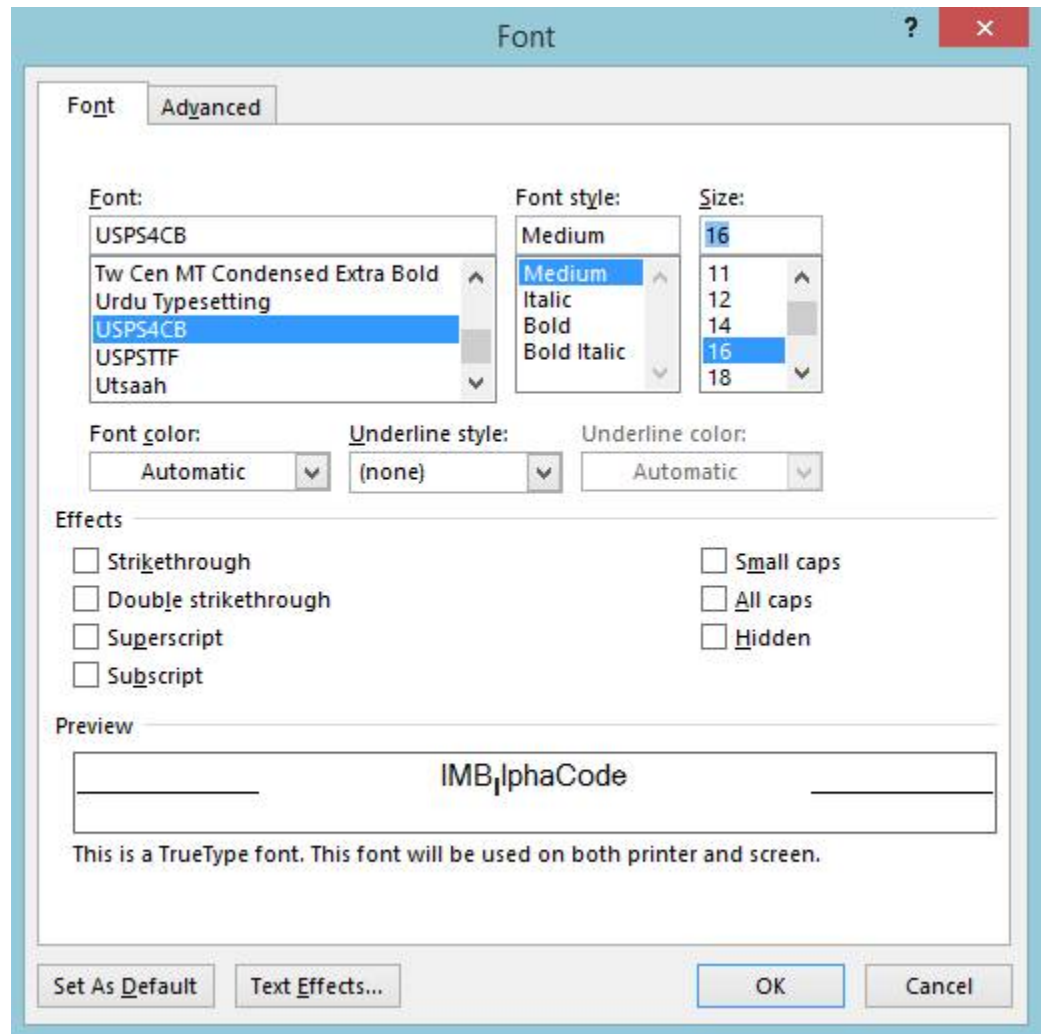 Font
?
Font Advanced
Font: Font style: Size:
USPS4CB Medium 16
Tw Cen MT Condensed Extra Bold Medium 11
Urdu Typesetting Italic 12
USPS4CB Bold 14
USPSTTF Bold Italic 16
Utsaah 18
Font color: Underline style: Underline color:
Automatic (none) Automatic
Effects
Strikethrough Small caps
Double strikethrough All caps
Superscript Hidden
Subscript
Preview
IMBılphaCode
This is a TrueType font. This font will be used on both printer and screen.
Set As Default Text Effects... OK Cancel